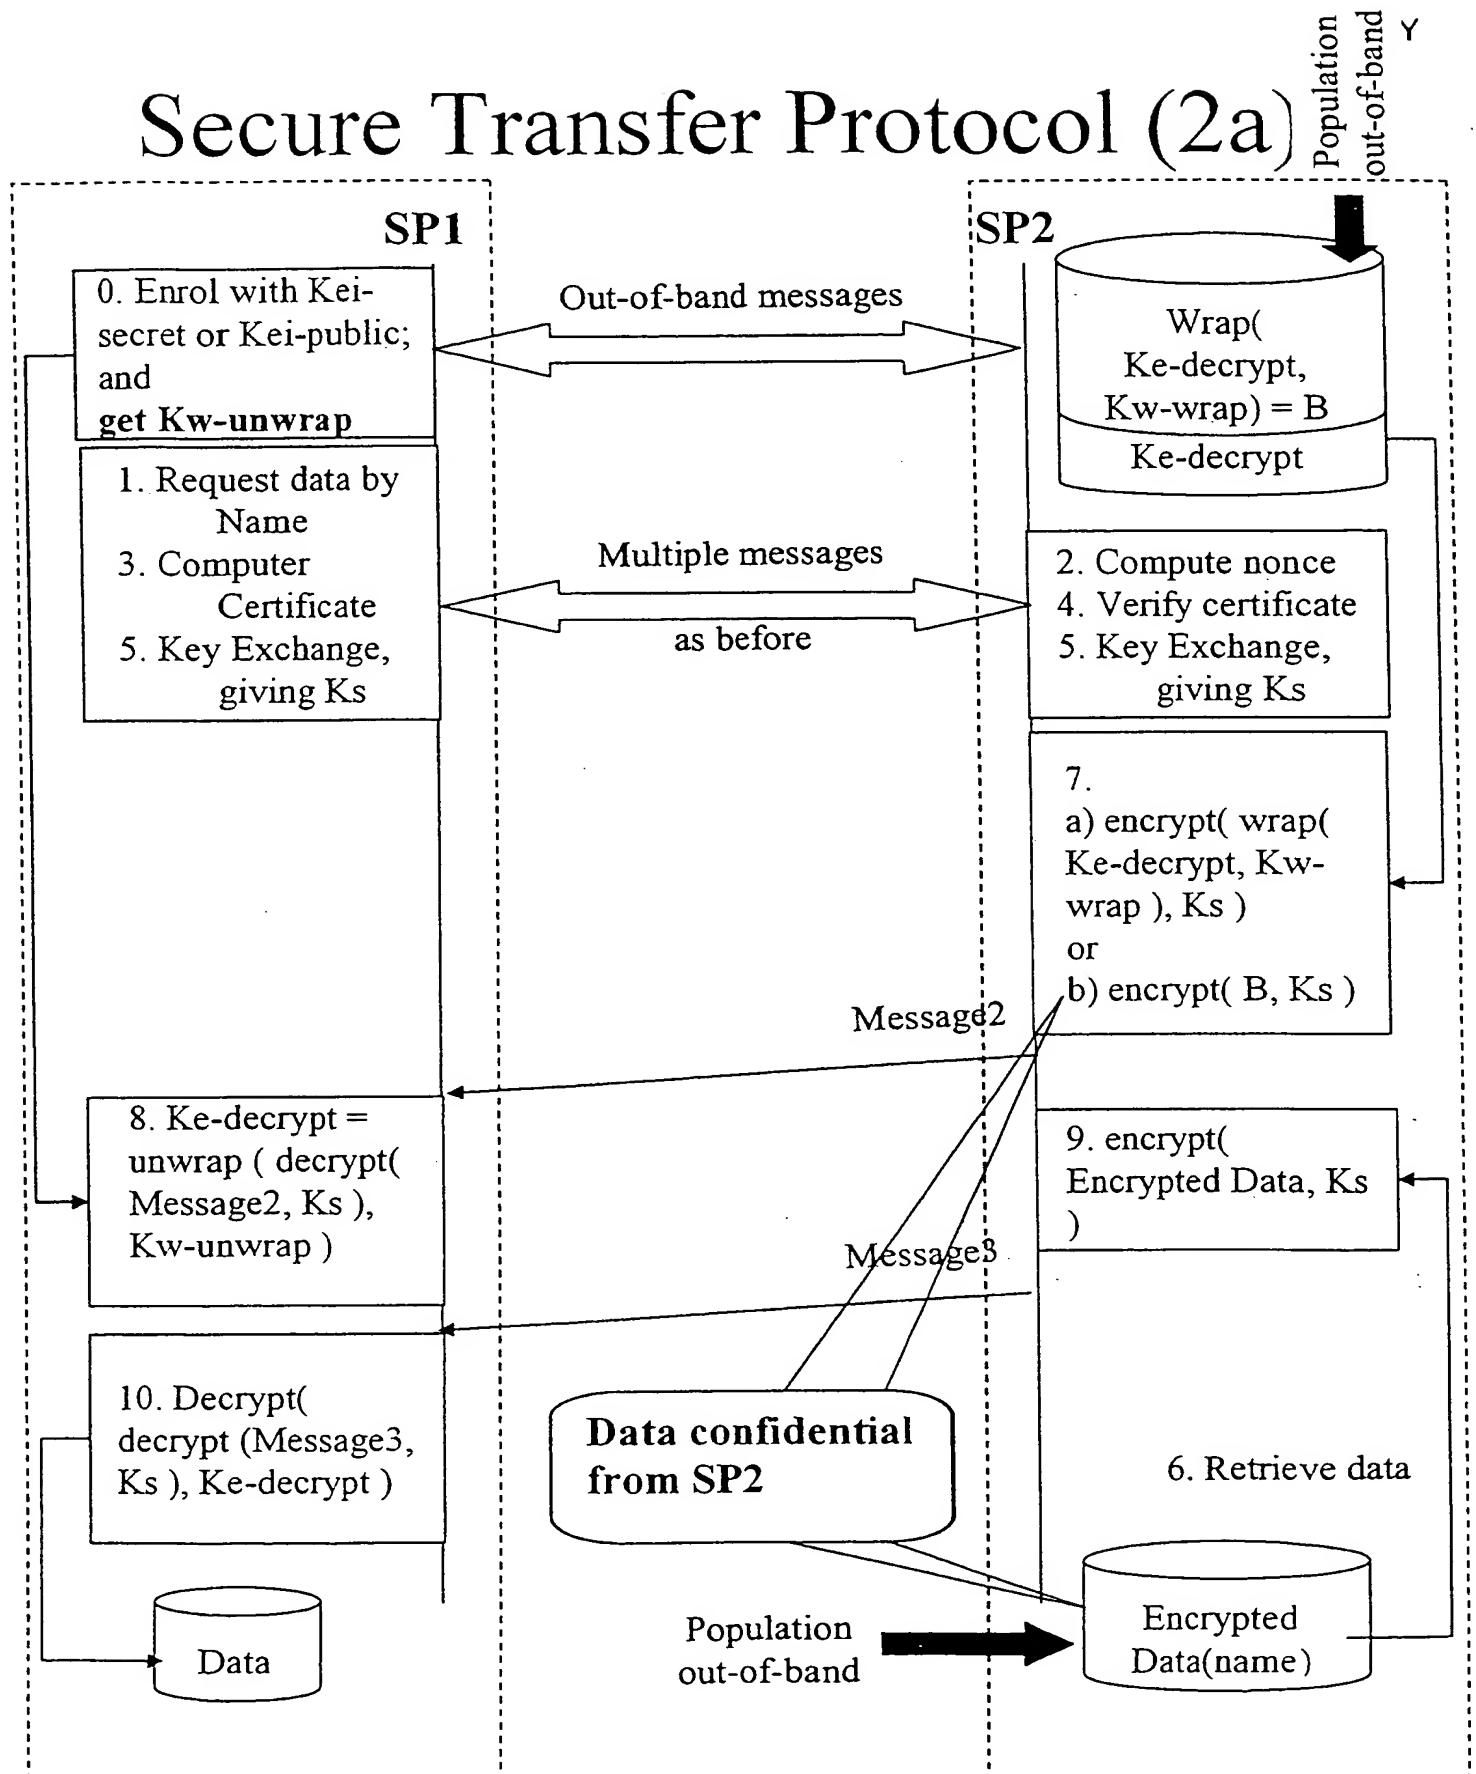 Population
out-of-band
Y
Secure Transfer Protocol (2a)
SP1
SP2
0. Enrol with Kei-
secret or Kei-public;
and
get Kw-unwrap
Out-of-band messages
Wrap(
Ke-decrypt,
Kw-wrap) = B
Ke-decrypt
1. Request data by
Name
3. Computer
Certificate
5. Key Exchange,
giving Ks
Multiple messages
as before
2. Compute nonce
4. Verify certificate
5. Key Exchange,
giving Ks
7.
a) encrypt( wrap(
Ke-decrypt, Kw-
wrap ), Ks )
or
b) encrypt( B, Ks )
Message2
8. Ke-decrypt =
unwrap ( decrypt(
Message2, Ks ),
Kw-unwrap )
9. encrypt(
Encrypted Data, Ks
)
Message3
10. Decrypt(
decrypt (Message3,
Ks ), Ke-decrypt )
Data confidential
from SP2
6. Retrieve data
Data
Population
out-of-band
Encrypted
Data(name)